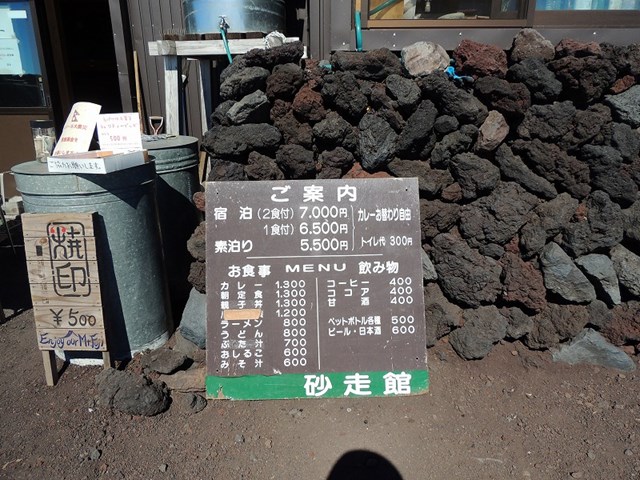 ご案内
宿泊(2食付) 7.000円
1食付) 6.500円
素泊り 5.500円
カレーお替わり自由
トイレ代 300円
お食事 MENU 飲み物
カレー 1.300
朝定食 1.300
親子丼 1.300
1.200
ラーメン 800
うどん 800
ぶた汁 700
おしるこ 600
みそ汁 600
コーヒー 400
ココア 400
甘酒 400
ペットボトル各種 500
ビール・日本酒 600
砂走館
焼印
¥500
Enjoy our Mt.Fuji